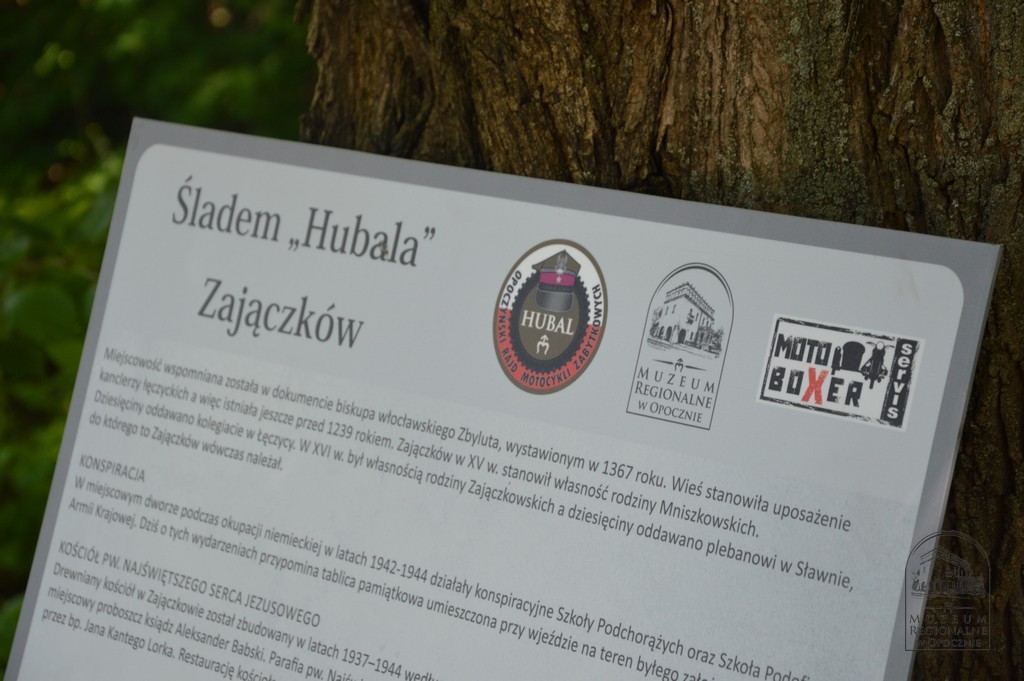 Śladem „Hubala”
Zajączków
OPOCZYŃSKI RAJD MOTOCYKLI ZABYTKOWYCH
HUBAL
MUZEUM
REGIONALNE
W OPOCZNIE
MOTO
BOXER
servis
Miejscowość wspomniana została w dokumencie biskupa włocławskiego Zbyluta, wystawionym w 1367 roku. Wieś stanowiła uposażenie
kanclerzy łęczyckich a więc istniała jeszcze przed 1239 rokiem. Zajączków w XV w. stanowił własność rodziny Mniszkowskich.
Dziesięciny oddawano kolegiacie w Łęczycy. W XVI w. był własnością rodziny Zajączkowskich a dziesięciny oddawano plebanowi w Sławnie,
do którego to Zajączków wówczas należał.
KONSPIRACJA
W miejscowym dworze podczas okupacji niemieckiej w latach 1942-1944 działały konspiracyjne Szkoły Podchorążych oraz Szkoła
Armii Krajowej. Dziś o tych wydarzeniach przypomina tablica pamiątkowa umieszczona przy wjeździe na teren byłego
KOŚCIÓŁ PW. NAJŚWIĘTSZEGO SERCA JEZUSOWEGO
Drewniany kościół w Zajączkowie został zbudowany w latach 1937–1944
miejscowy proboszcz ksiądz Aleksander Babski. Parafia pw.
przez bp. Jana Kantego Lorka. Restaurację
MUZEUM
REGIONALNE
W OPOCZNIE